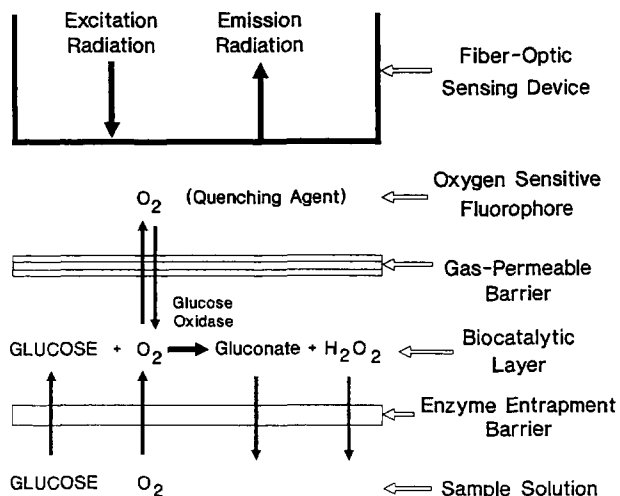 Excitation Radiation
Emission Radiation
Fiber-Optic
Sensing Device
O2 (Quenching Agent)
Oxygen Sensitive
Fluorophore
Gas-Permeable
Barrier
Glucose
Oxidase
GLUCOSE + O2 Gluconate + H2O2
Biocatalytic
Layer
Enzyme Entrapment
Barrier
GLUCOSE O2
Sample Solution